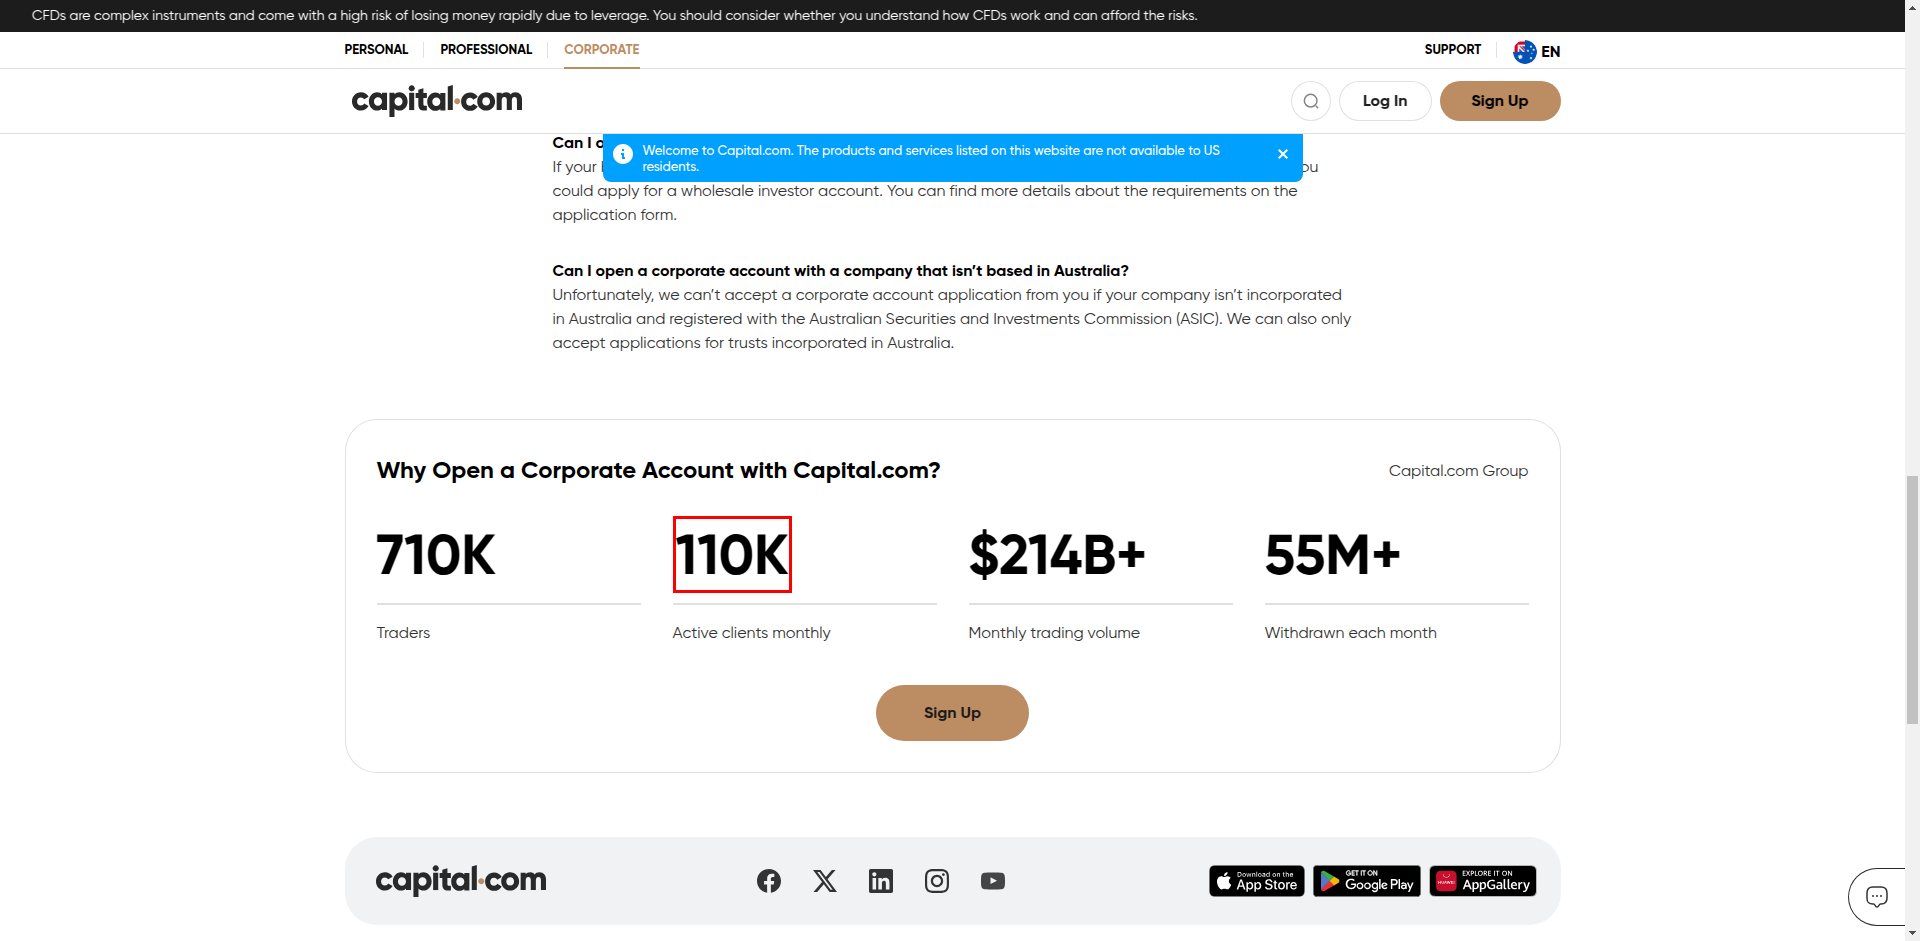 CFDs are complex instruments and come with a high risk of losing money rapidly due to leverage. You should consider whether you understand how CFDs work and can afford the risks.
PERSONAL PROFESSIONAL CORPORATE SUPPORT EN
capital.com Log In Sign Up
Can I o
Welcome to Capital.com. The products and services listed on this website are not available to US
residents.
If your
could apply for a wholesale investor account. You can find more details about the requirements on the
application form.
Can I open a corporate account with a company that isn't based in Australia?
Unfortunately, we can't accept a corporate account application from you if your company isn't incorporated
in Australia and registered with the Australian Securities and Investments Commission (ASIC). We can also only
accept applications for trusts incorporated in Australia.
Why Open a Corporate Account with Capital.com? Capital.com Group
710K 110K $214B+ 55M+
Traders Active clients monthly Monthly trading volume Withdrawn each month
Sign Up
capital.com
Download on the App Store
GET IT ON Google Play
EXPLORE IT ON AppGallery
HUAWEI